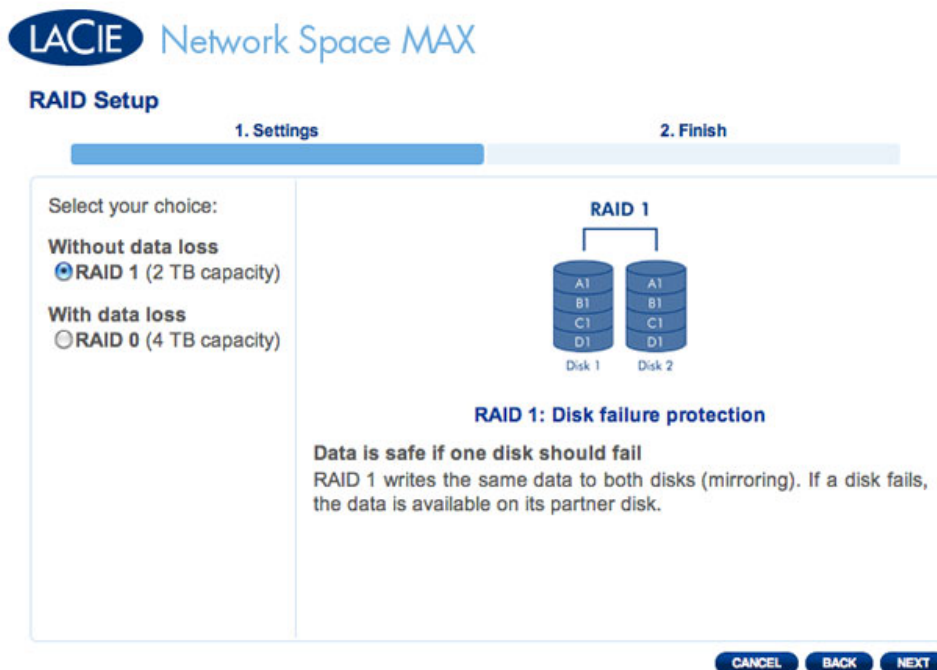 LACIE Network Space MAX
RAID Setup
1. Settings
2. Finish
Select your choice:
Without data loss
RAID 1 (2 TB capacity)
With data loss
RAID 0 (4 TB capacity)
RAID 1
A1 A1
B1 B1
C1 C1
D1 D1
Disk 1 Disk 2
RAID 1: Disk failure protection
Data is safe if one disk should fail
RAID 1 writes the same data to both disks (mirroring). If a disk fails,
the data is available on its partner disk.
CANCEL BACK NEXT